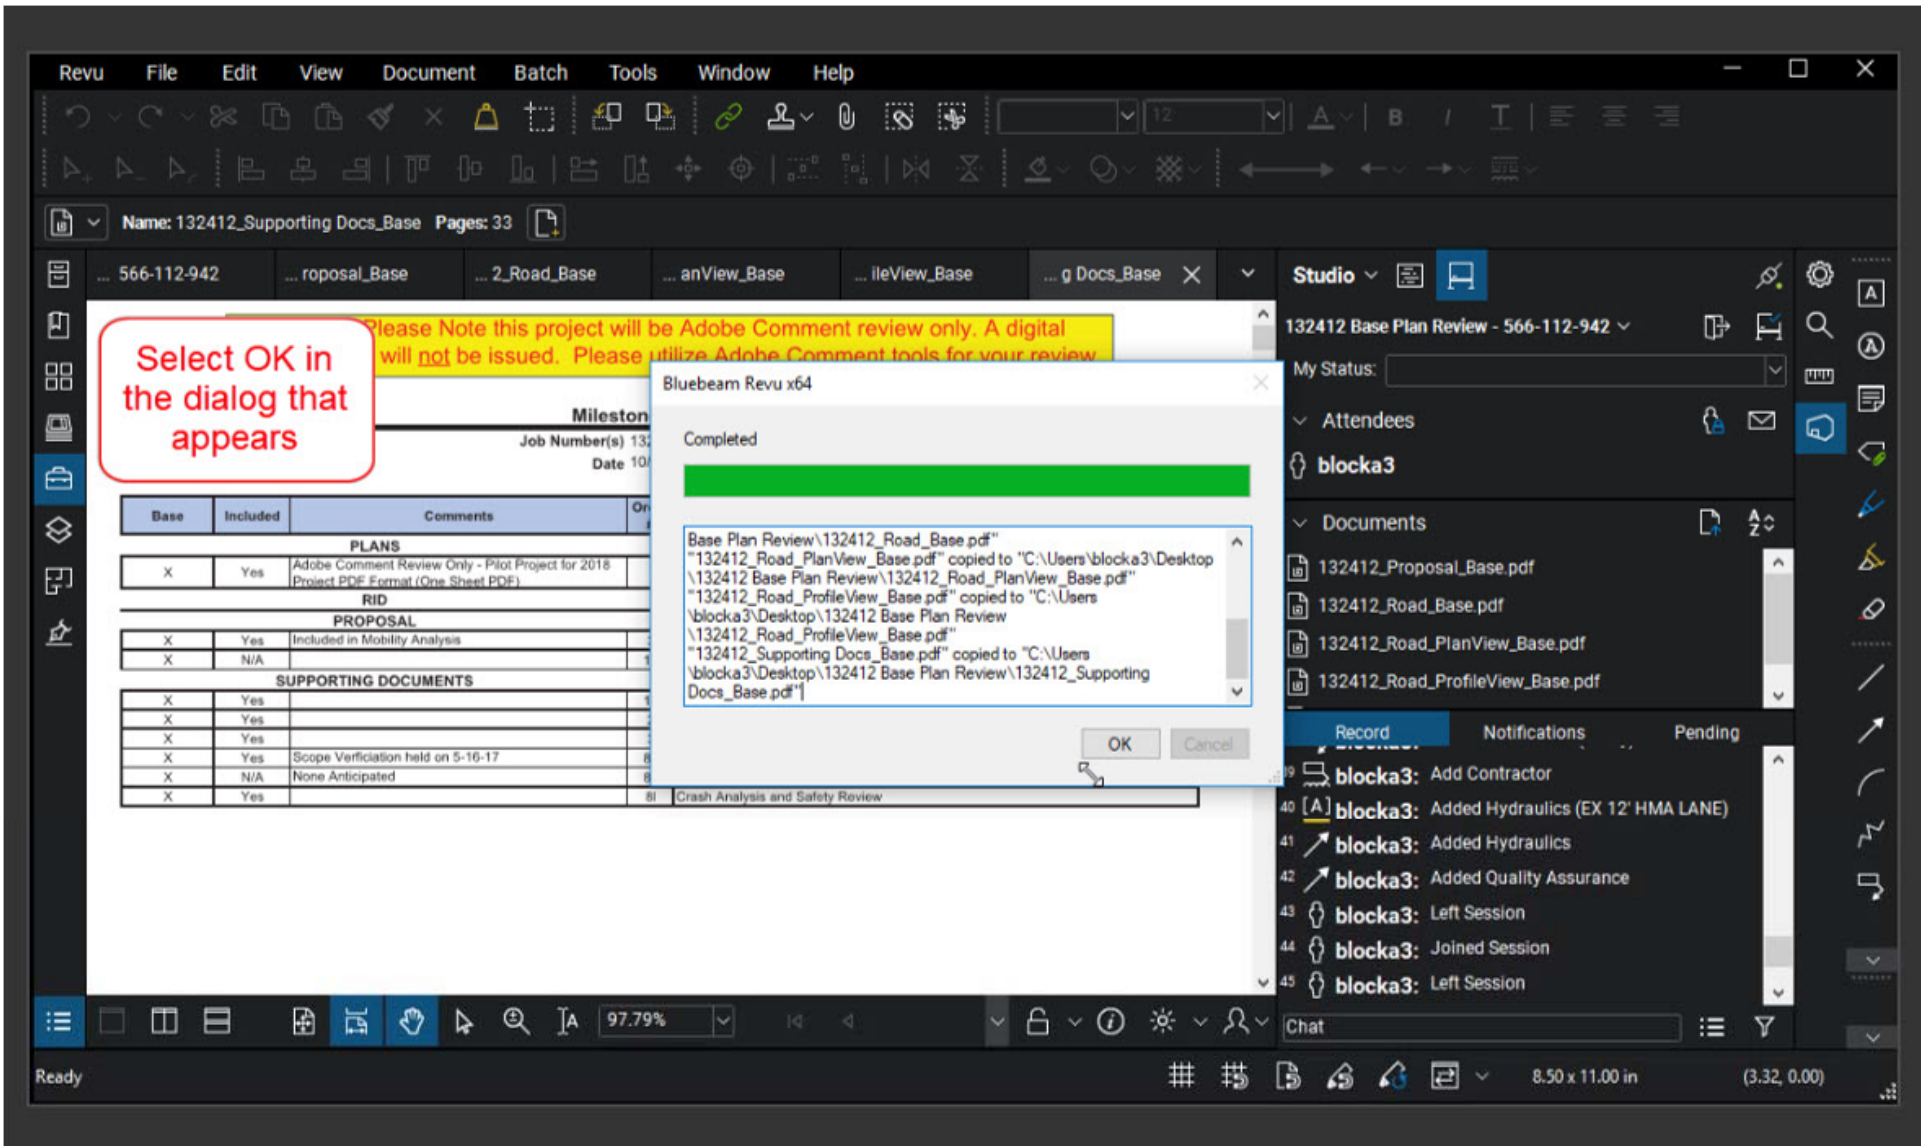 Revu File Edit View Document Batch Tools Window Help
12
Name: 132412_Supporting Docs_Base Pages: 33
... 566-112-942 ... roposal_Base ... 2_Road_Base ... anView_Base ... ileView_Base ... g Docs_Base
Please Note this project will be Adobe Comment review only. A digital
will not be issued. Please utilize Adobe Comment tools for your review
Select OK in
the dialog that
appears
Mileston
Job Number(s) 132
Date 10/
Base Included Comments
PLANS
X Yes Adobe Comment Review Only - Pilot Project for 2018
Project PDF Format (One Sheet PDF)
RID
PROPOSAL
X Yes Included in Mobility Analysis
X N/A
SUPPORTING DOCUMENTS
X Yes
X Yes
X Yes
X Yes Scope Verficiation held on 5-16-17
X N/A None Anticipated
X Yes 8I Crash Analysis and Safety Review
Bluebeam Revu x64
Completed
Base Plan Review\132412_Road_Base.pdf"
"132412_Road_PlanView_Base.pdf" copied to "C:\Users\blocka3\Desktop
\132412 Base Plan Review\132412_Road_PlanView_Base.pdf"
"132412_Road_ProfileView_Base.pdf" copied to "C:\Users
\blocka3\Desktop\132412 Base Plan Review
\132412_Road_ProfileView_Base.pdf"
"132412_Supporting Docs_Base.pdf" copied to "C:\Users
\blocka3\Desktop\132412 Base Plan Review\132412_Supporting
Docs_Base.pdf"
OK Cancel
Studio
132412 Base Plan Review - 566-112-942
My Status:
Attendees
blocka3
Documents
132412_Proposal_Base.pdf
132412_Road_Base.pdf
132412_Road_PlanView_Base.pdf
132412_Road_ProfileView_Base.pdf
Record Notifications Pending
blocka3: Add Contractor
40 blocka3: Added Hydraulics (EX 12' HMA LANE)
41 blocka3: Added Hydraulics
42 blocka3: Added Quality Assurance
43 blocka3: Left Session
44 blocka3: Joined Session
45 blocka3: Left Session
Chat
97.79%
Ready
8.50 x 11.00 in (3.32, 0.00)